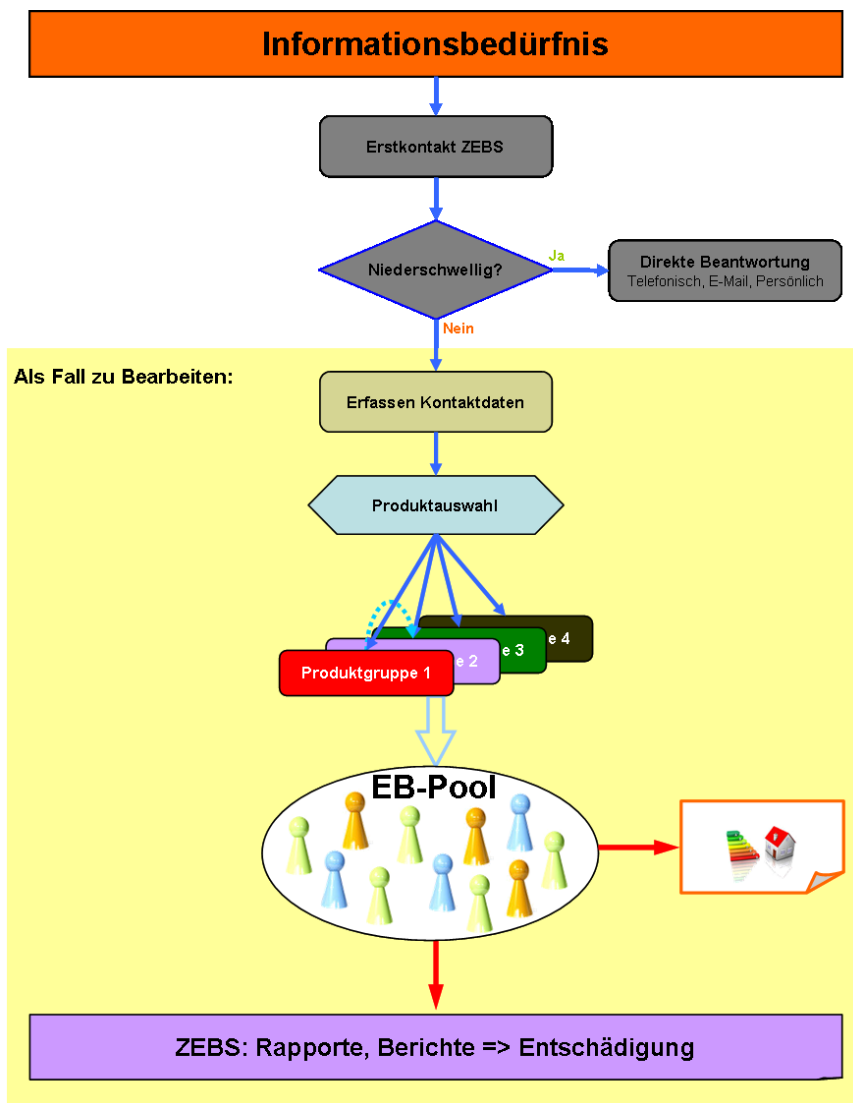 Informationsbedürfnis
Erstkontakt ZEBS
Niederschwellig?
Ja
Direkte Beantwortung
Telefonisch, E-Mail, Persönlich
Nein
Als Fall zu Bearbeiten:
Erfassen Kontaktdaten
Produktauswahl
e 4
e 3
e 2
Produktgruppe 1
EB-Pool
ZEBS: Rapporte, Berichte => Entschädigung